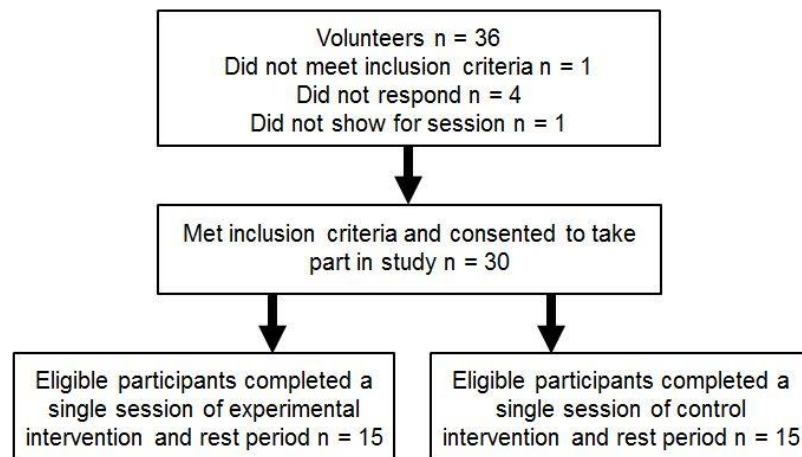 Volunteers n = 36
Did not meet inclusion criteria n = 1
Did not respond n = 4
Did not show for session n = 1
Met inclusion criteria and consented to take
part in study n = 30
Eligible participants completed a
single session of experimental
intervention and rest period n = 15
Eligible participants completed a
single session of control
intervention and rest period n = 15